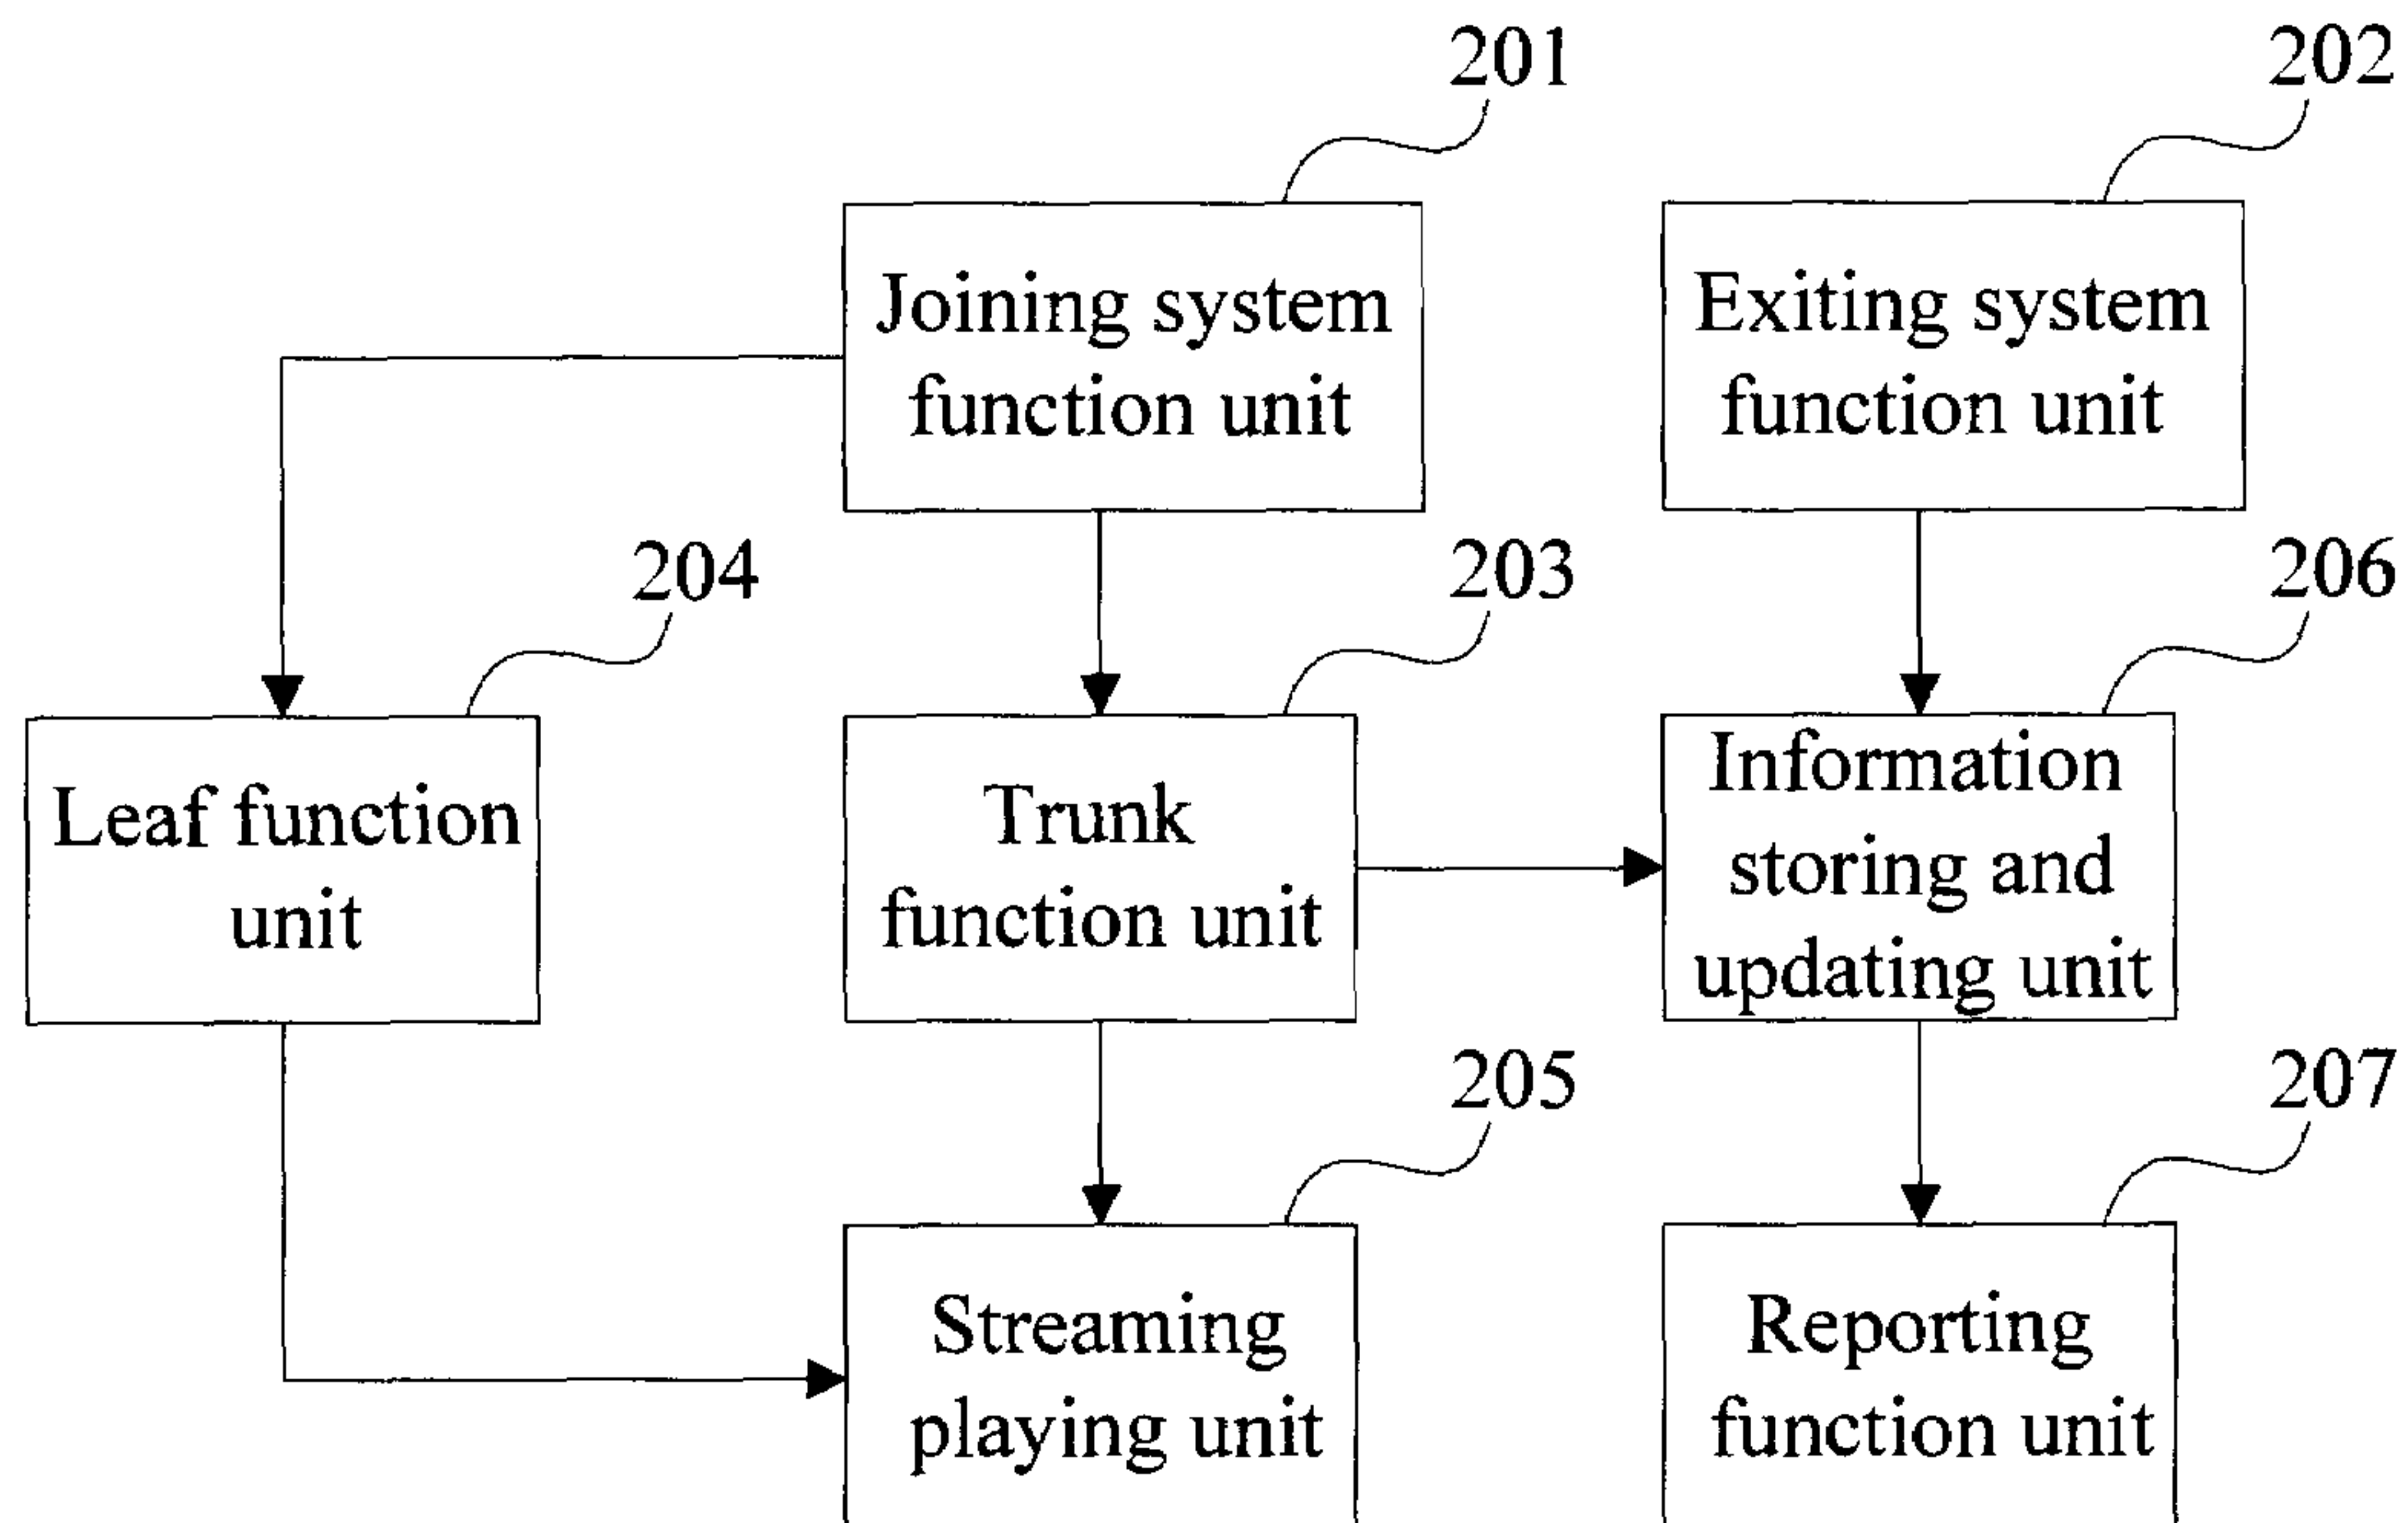 201
202
Joining system
function unit
Exiting system
function unit
204
203
206
Leaf function
unit
Trunk
function unit
Information
storing and
updating unit
205
207
Streaming
playing unit
Reporting
function unit